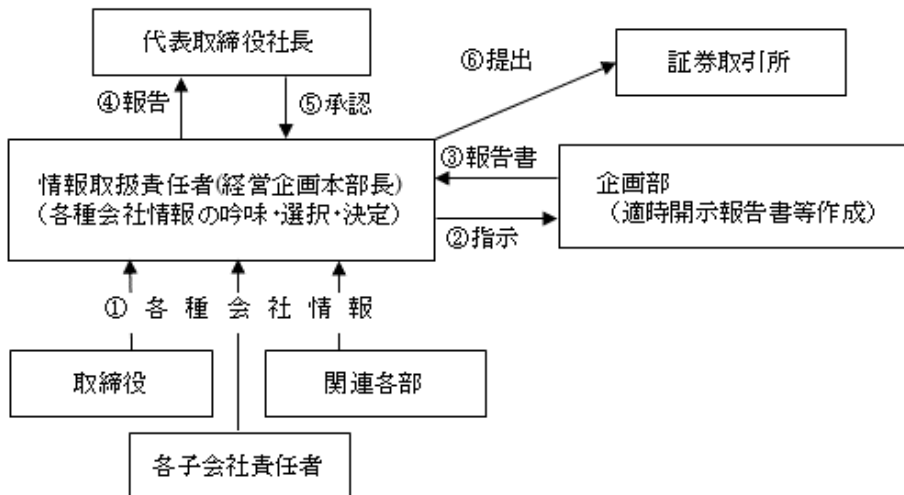 代表取締役社長
⑥提出
証券取引所
④報告
⑤承認
③報告書
情報取扱責任者(経営企画本部長)
(各種会社情報の吟味・選択・決定)
企画部
(適時開示報告書等作成)
②指示
①各種会社情報
取締役
関連各部
各子会社責任者